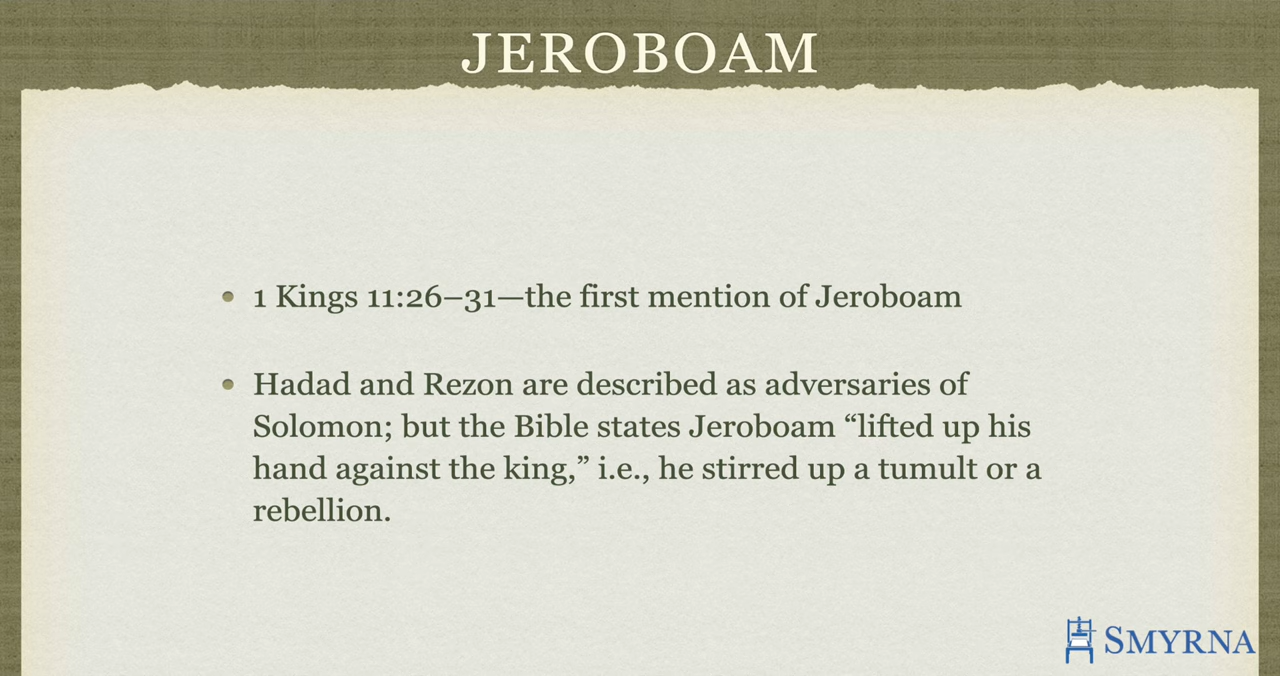 JEROBOAM
• 1 Kings 11:26–31—the first mention of Jeroboam
• Hadad and Rezon are described as adversaries of
Solomon; but the Bible states Jeroboam “lifted up his
hand against the king,” i.e., he stirred up a tumult or a
rebellion.
SMYRNA